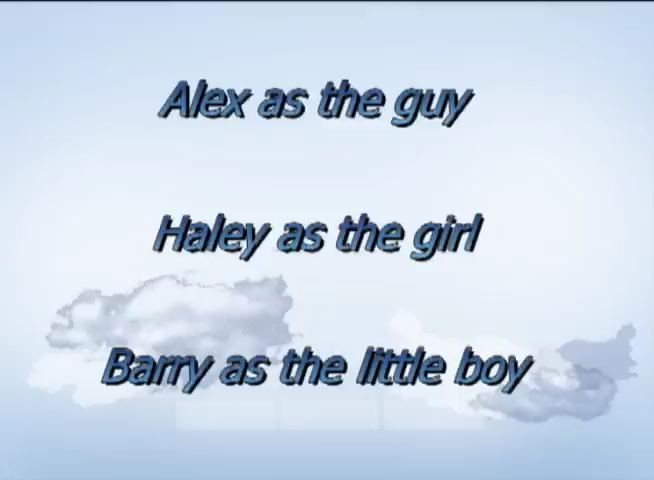 Alex as the guy
Haley as the girl
Barry as the little boy